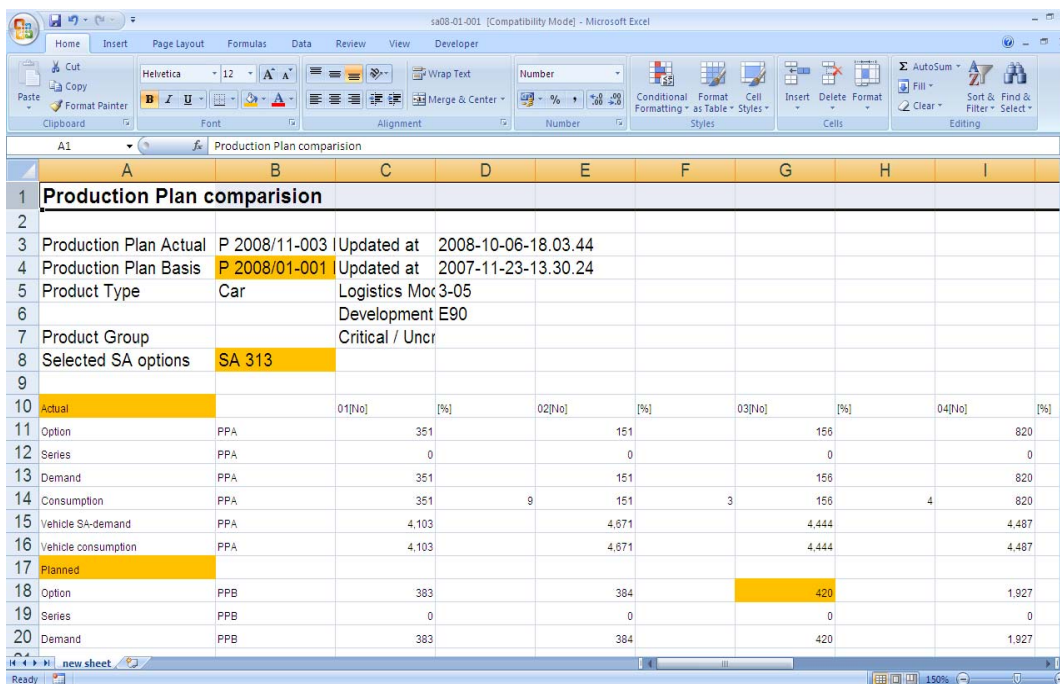 sa08-01-001 [Compatibility Mode] - Microsoft Excel
Home Insert Page Layout Formulas Data Review View Developer
Paste Cut Copy Format Painter Clipboard
Helvetica 12 A A B I U A Font
Wrap Text Merge & Center Alignment
Number % , .0 .00 .00 .0 Number
Conditional Formatting Format as Table Cell Styles Styles
Insert Delete Format Cells
Σ AutoSum Fill Clear Sort & Filter Find & Select Editing
A1 fx Production Plan comparision
A B C D E F G H I
1 Production Plan comparision
2
3 Production Plan Actual P 2008/11-003 Updated at 2008-10-06-18.03.44
4 Production Plan Basis P 2008/01-001 Updated at 2007-11-23-13.30.24
5 Product Type Car Logistics Moc 3-05
6 Development E90
7 Product Group Critical / Uncr
8 Selected SA options SA 313
9
10 Actual 01[No] [%] 02[No] [%] 03[No] [%] 04[No] [%]
11 Option PPA 351 151 156 820
12 Series PPA 0 0 0 0
13 Demand PPA 351 151 156 820
14 Consumption PPA 351 9 151 3 156 4 820
15 Vehicle SA-demand PPA 4,103 4,671 4,444 4,487
16 Vehicle consumption PPA 4,103 4,671 4,444 4,487
17 Planned
18 Option PPB 383 384 420 1,927
19 Series PPB 0 0 0 0
20 Demand PPB 383 384 420 1,927
new sheet
Ready 150%